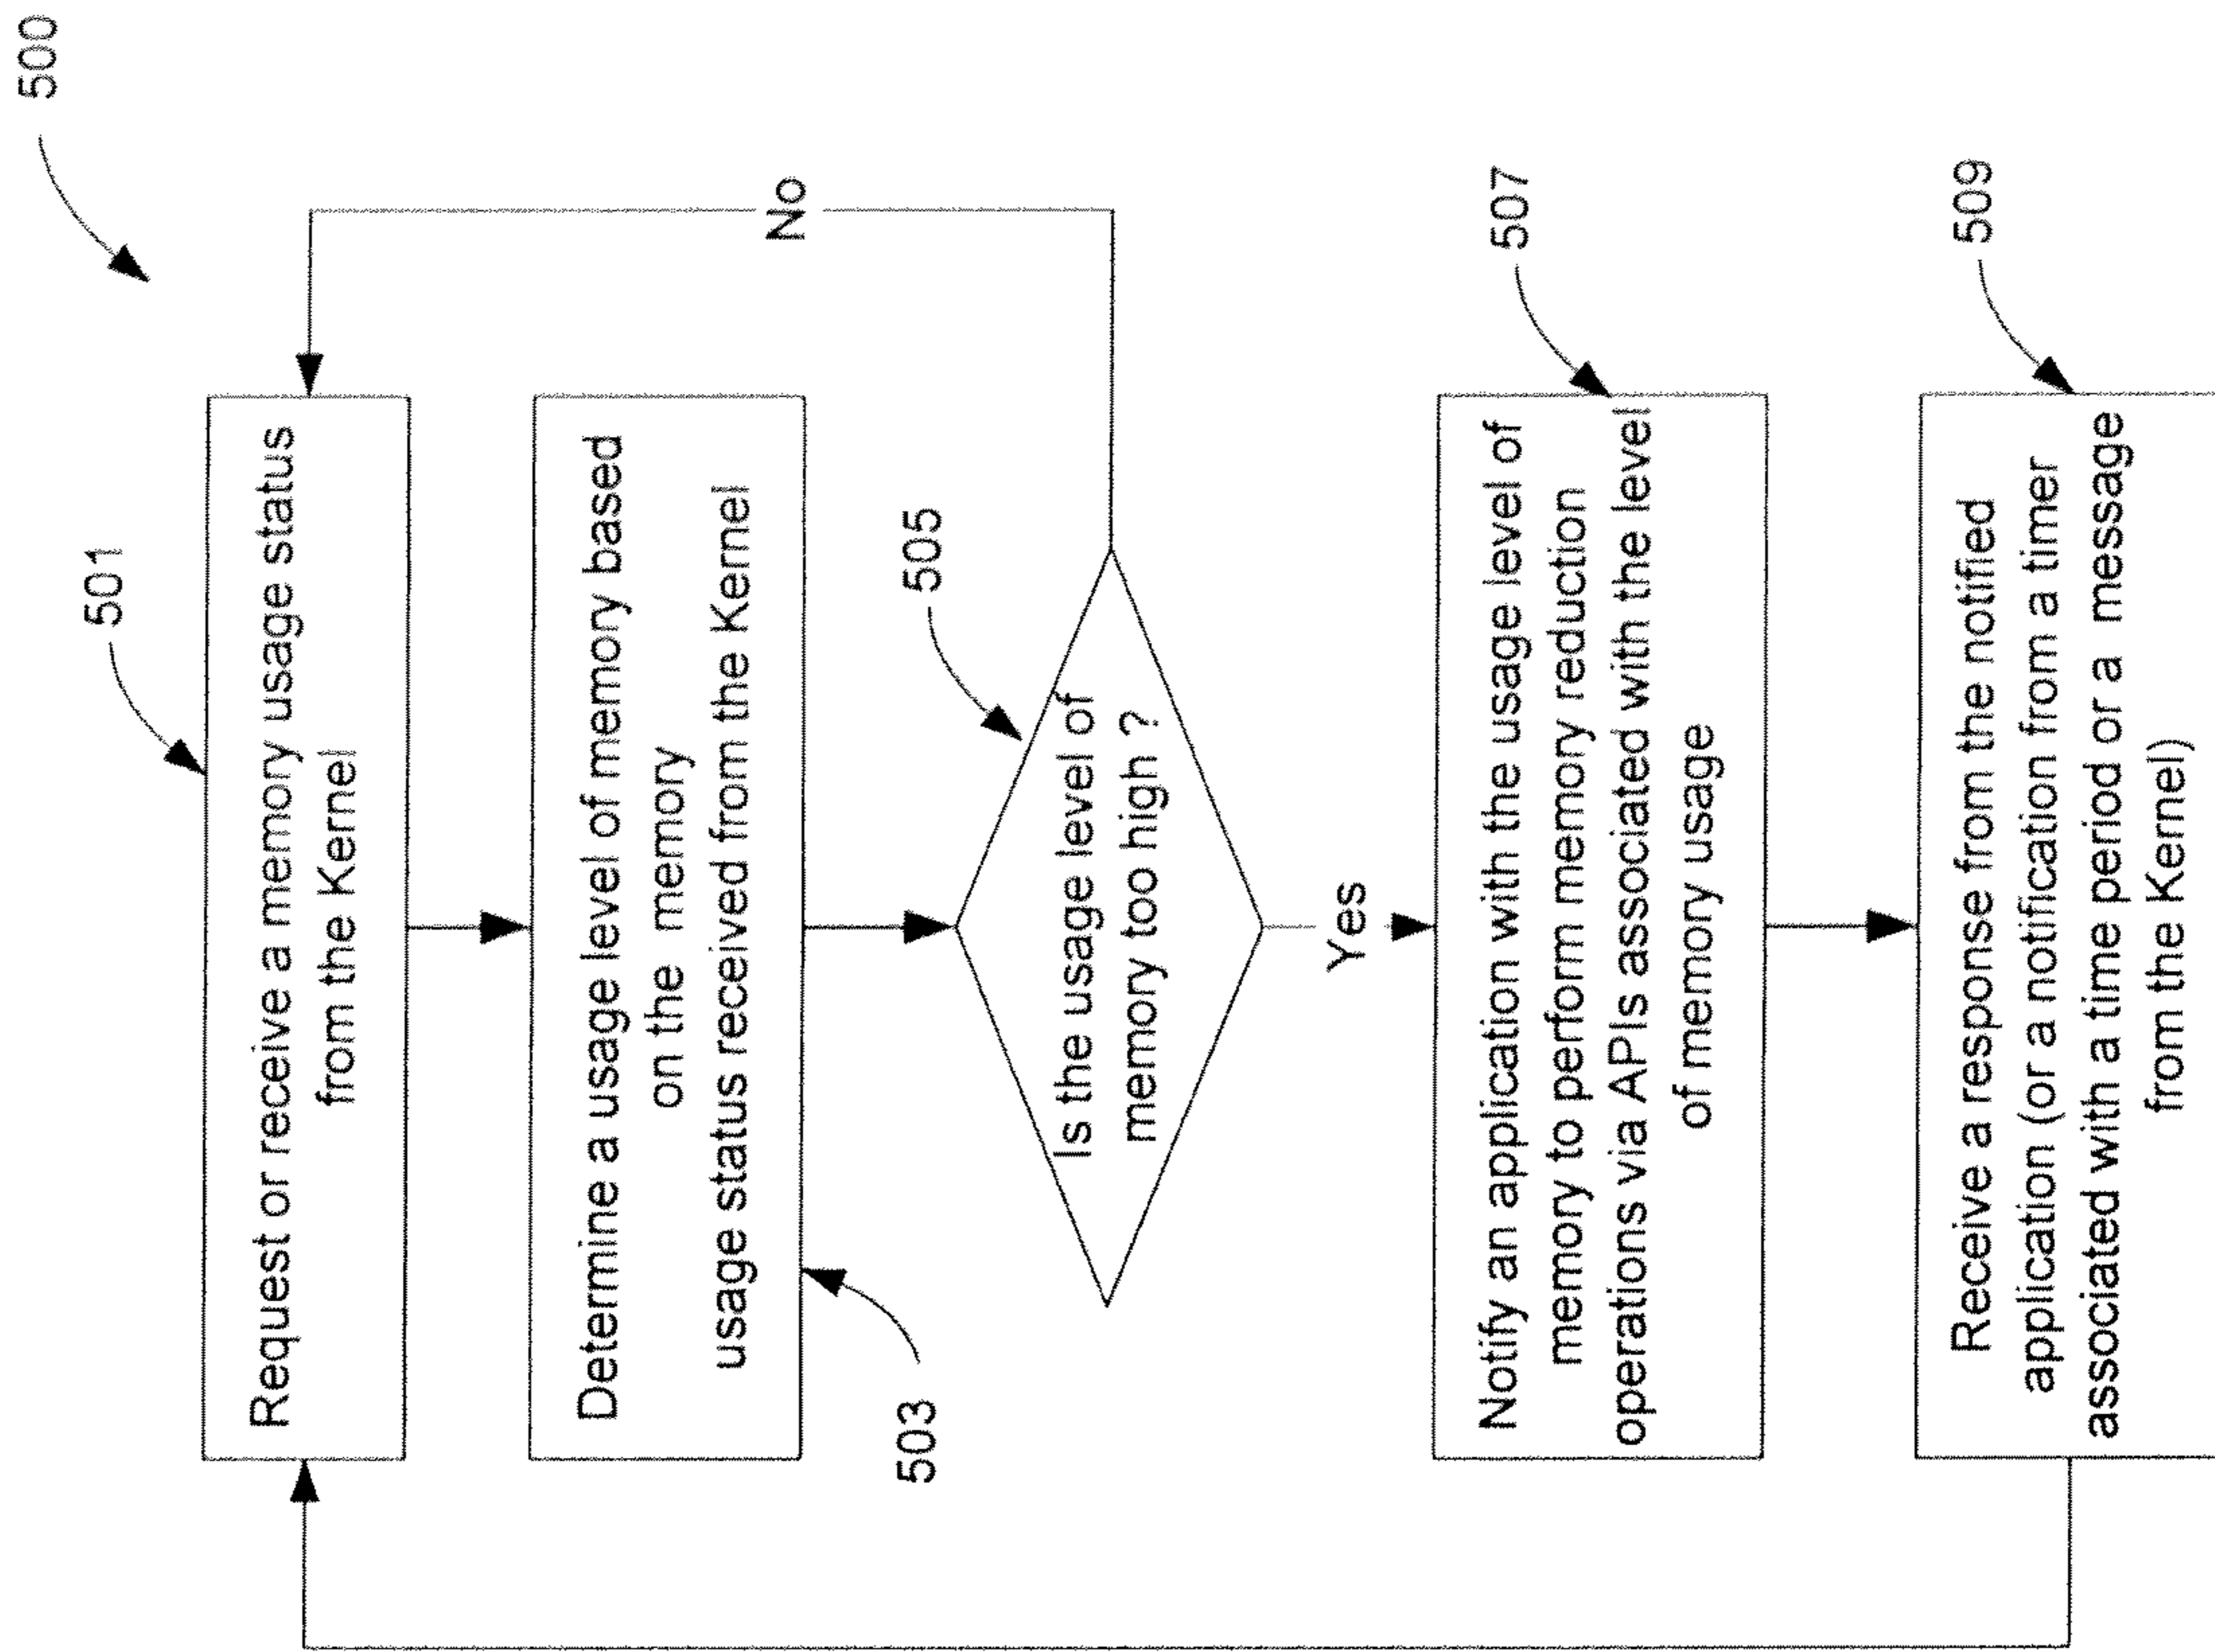 500
501
Request or receive a memory usage status
from the Kernel
Determine a usage level of memory based
on the memory
usage status received from the Kernel
503
505
Is the usage level of
memory too high ?
No
Yes
507
Notify an application with the usage level of
memory to perform memory reduction
operations via APIs associated with the level
of memory usage
509
Receive a response from the notified
application (or a notification from a timer
associated with a time period or a message
from the Kernel)